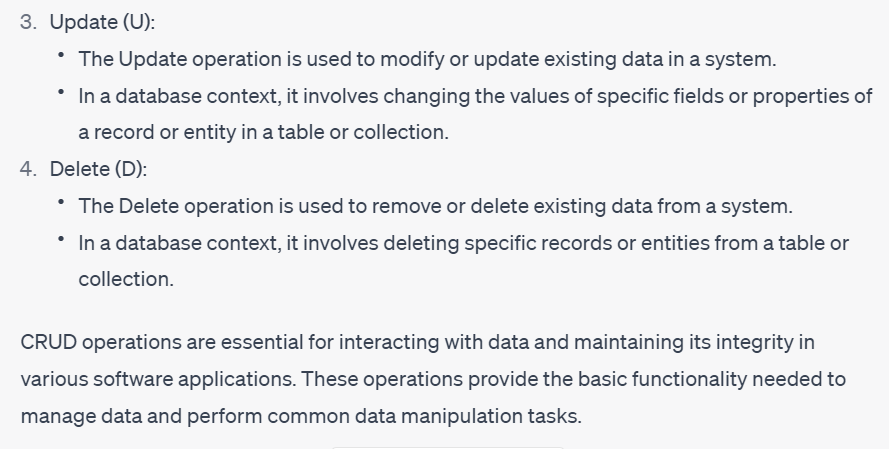 3. Update (U):
• The Update operation is used to modify or update existing data in a system.
• In a database context, it involves changing the values of specific fields or properties of
a record or entity in a table or collection.
4. Delete (D):
• The Delete operation is used to remove or delete existing data from a system.
• In a database context, it involves deleting specific records or entities from a table or
collection.
CRUD operations are essential for interacting with data and maintaining its integrity in
various software applications. These operations provide the basic functionality needed to
manage data and perform common data manipulation tasks.